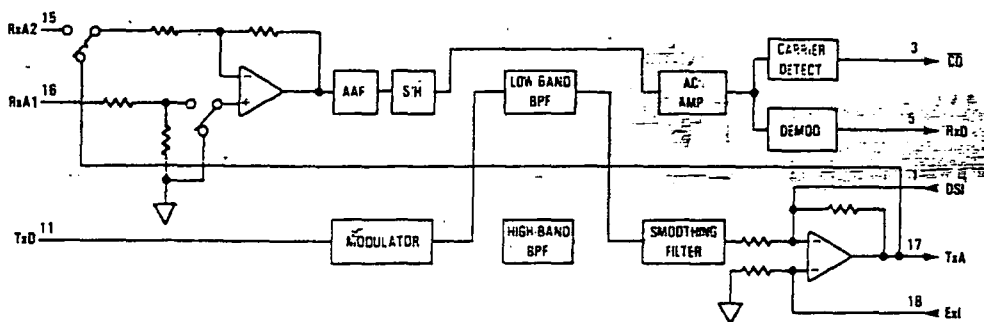 RxA2 15
RxA1 16
AAF
S/H
LOW BAND
BPF
AC
AMP
CARRIER
DETECT
3 CD
DEMOD
5 RxD
DSI
TxD 11
MODULATOR
HIGH-BAND
BPF
SMOOTHING
FILTER
17 TxA
18 ExI